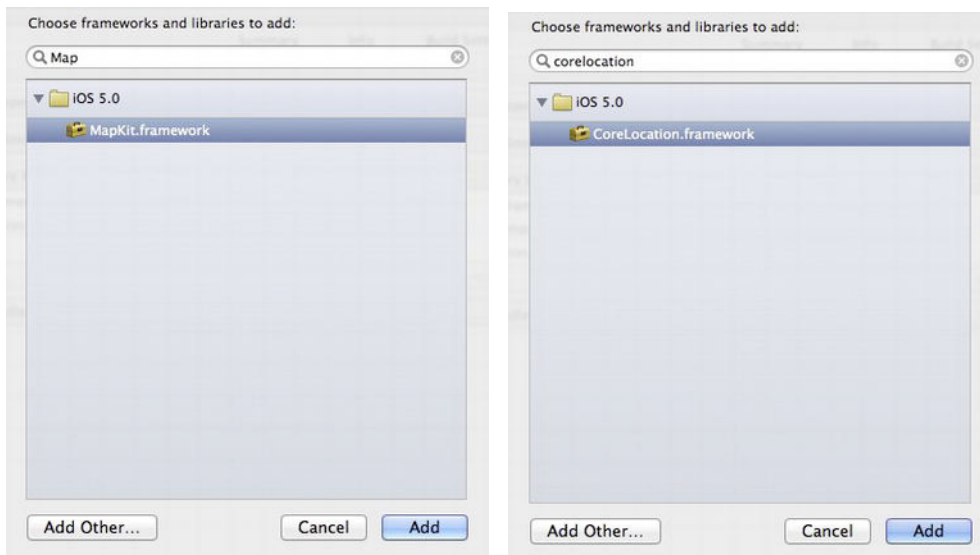 Choose frameworks and libraries to add:
Map
iOS 5.0
MapKit.framework
Add Other...
Cancel
Add
Choose frameworks and libraries to add:
corelocation
iOS 5.0
CoreLocation.framework
Add Other...
Cancel
Add